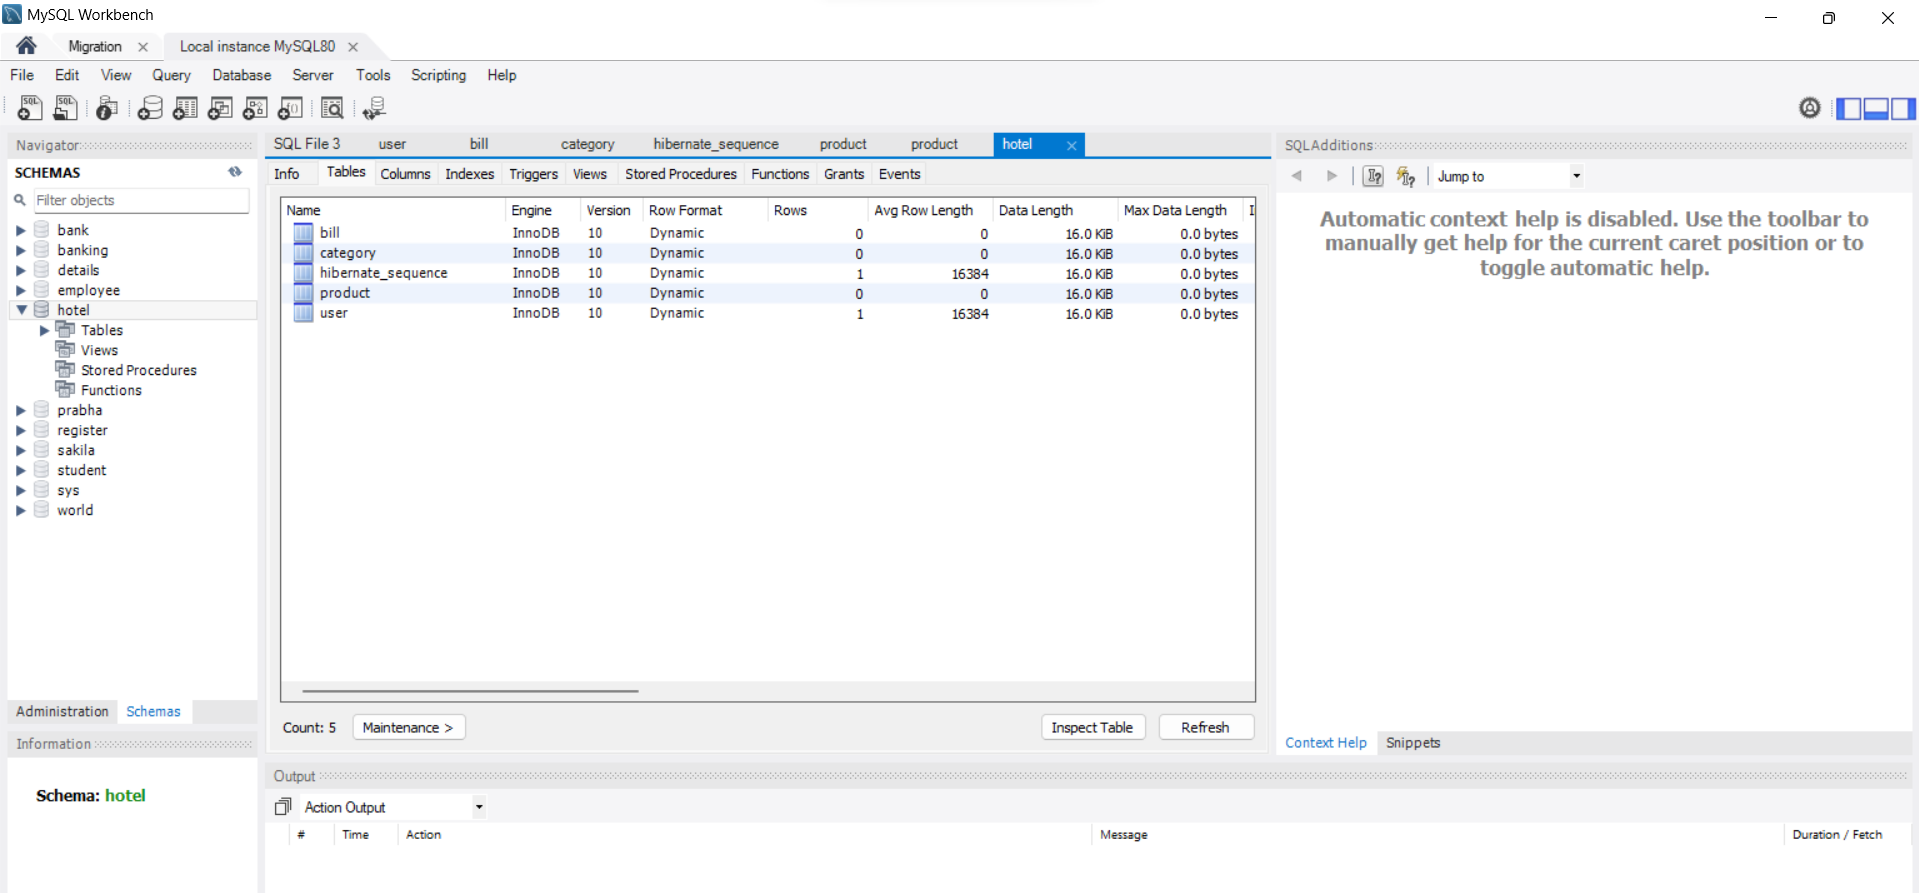 MySQL Workbench
Migration
Local instance MySQL80
File Edit View Query Database Server Tools Scripting Help
Navigator
SCHEMAS
Filter objects
bank
banking
details
employee
hotel
Tables
Views
Stored Procedures
Functions
prabha
register
sakila
student
sys
world
Administration Schemas
Information
Schema: hotel
SQL File 3 user bill category hibernate_sequence product product hotel
Info Tables Columns Indexes Triggers Views Stored Procedures Functions Grants Events
Name Engine Version Row Format Rows Avg Row Length Data Length Max Data Length
bill InnoDB 10 Dynamic 0 0 16.0 KiB 0.0 bytes
category InnoDB 10 Dynamic 0 0 16.0 KiB 0.0 bytes
hibernate_sequence InnoDB 10 Dynamic 1 16384 16.0 KiB 0.0 bytes
product InnoDB 10 Dynamic 0 0 16.0 KiB 0.0 bytes
user InnoDB 10 Dynamic 1 16384 16.0 KiB 0.0 bytes
Count: 5 Maintenance > Inspect Table Refresh
SQLAdditions
Jump to
Automatic context help is disabled. Use the toolbar to
manually get help for the current caret position or to
toggle automatic help.
Context Help Snippets
Output
Action Output
# Time Action Message Duration / Fetch